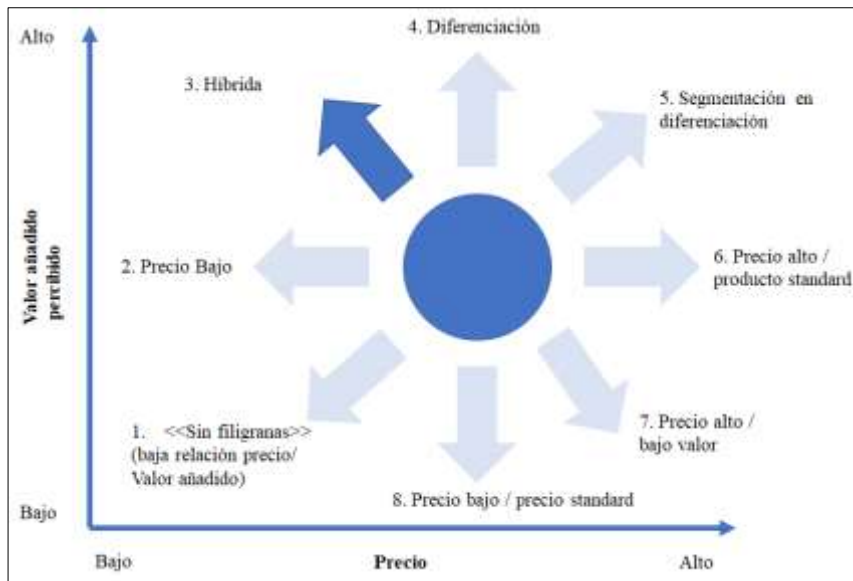 Alto
4. Diferenciación
3. Híbrida
5. Segmentación en
diferenciación
Valor añadido
percibido
2. Precio Bajo
6. Precio alto /
producto standard
1. <<Sin filigranas>>
(baja relación precio/
Valor añadido)
7. Precio alto /
bajo valor
8. Precio bajo / precio standard
Bajo
Bajo
Precio
Alto